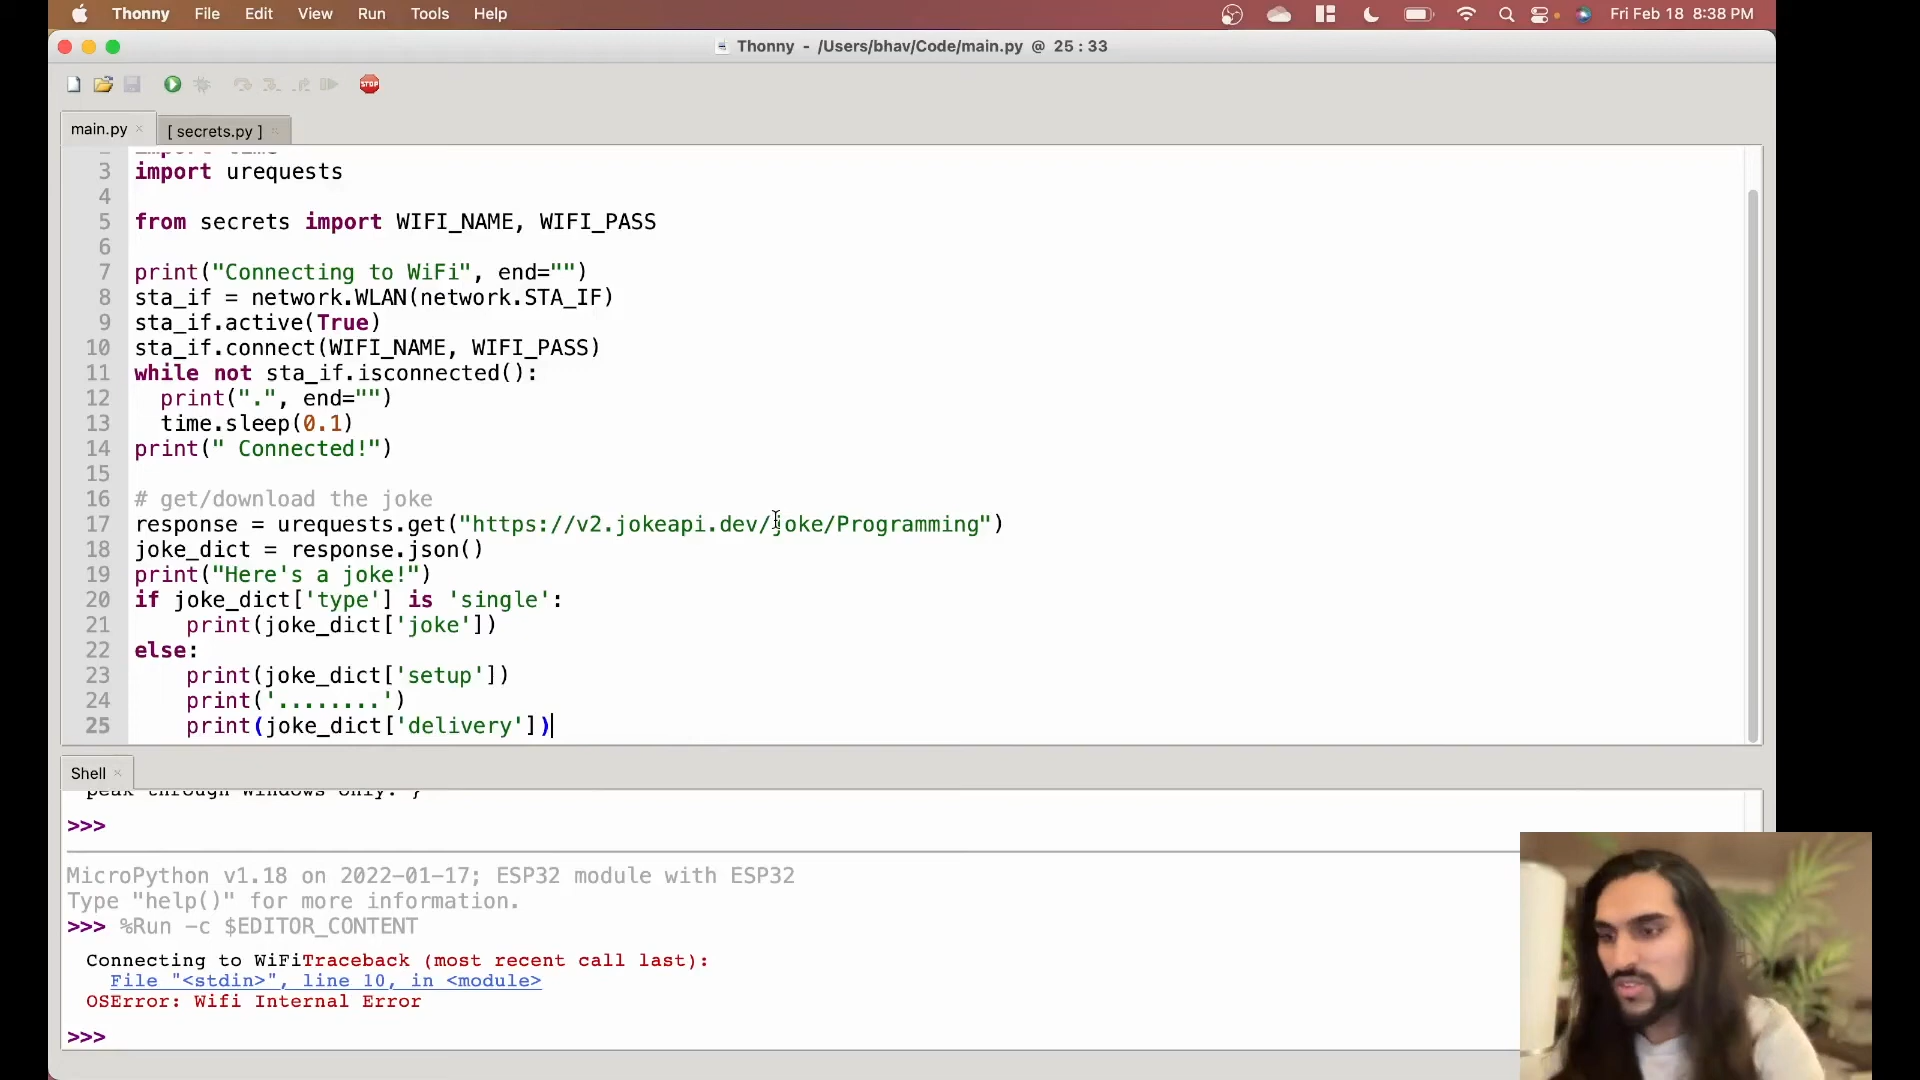 Thonny File Edit View Run Tools Help Fri Feb 18 8:38 PM
Thonny - /Users/bhav/Code/main.py @ 25 : 33
STOP
main.py × [ secrets.py ] ×
3 import urequests
4
5 from secrets import WIFI_NAME, WIFI_PASS
6
7 print("Connecting to WiFi", end="")
8 sta_if = network.WLAN(network.STA_IF)
9 sta_if.active(True)
10 sta_if.connect(WIFI_NAME, WIFI_PASS)
11 while not sta_if.isconnected():
12   print(".", end="")
13   time.sleep(0.1)
14 print(" Connected!")
15
16 # get/download the joke
17 response = urequests.get("https://v2.jokeapi.dev/joke/Programming")
18 joke_dict = response.json()
19 print("Here's a joke!")
20 if joke_dict['type'] is 'single':
21     print(joke_dict['joke'])
22 else:
23     print(joke_dict['setup'])
24     print('........')
25     print(joke_dict['delivery'])
Shell ×
peak through Windows only. }
>>>
MicroPython v1.18 on 2022-01-17; ESP32 module with ESP32
Type "help()" for more information.
>>> %Run -c $EDITOR_CONTENT
Connecting to WiFiTraceback (most recent call last):
File "<stdin>", line 10, in <module>
OSError: Wifi Internal Error
>>>